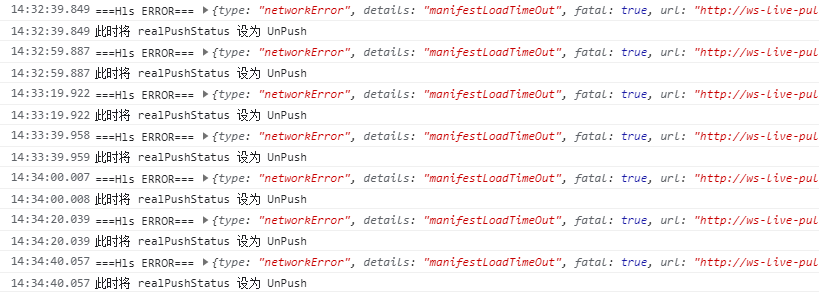 14:32:39.849 ===Hls ERROR=== ▶{type: "networkError", details: "manifestLoadTimeOut", fatal: true, url: "http://ws-live-pul
14:32:39.849 此时将 realPushStatus 设为 UnPush
14:32:59.887 ===Hls ERROR=== ▶{type: "networkError", details: "manifestLoadTimeOut", fatal: true, url: "http://ws-live-pul
14:32:59.887 此时将 realPushStatus 设为 UnPush
14:33:19.922 ===Hls ERROR=== ▶{type: "networkError", details: "manifestLoadTimeOut", fatal: true, url: "http://ws-live-pul
14:33:19.922 此时将 realPushStatus 设为 UnPush
14:33:39.958 ===Hls ERROR=== ▶{type: "networkError", details: "manifestLoadTimeOut", fatal: true, url: "http://ws-live-pul
14:33:39.959 此时将 realPushStatus 设为 UnPush
14:34:00.007 ===Hls ERROR=== ▶{type: "networkError", details: "manifestLoadTimeOut", fatal: true, url: "http://ws-live-pul
14:34:00.008 此时将 realPushStatus 设为 UnPush
14:34:20.039 ===Hls ERROR=== ▶{type: "networkError", details: "manifestLoadTimeOut", fatal: true, url: "http://ws-live-pul
14:34:20.039 此时将 realPushStatus 设为 UnPush
14:34:40.057 ===Hls ERROR=== ▶{type: "networkError", details: "manifestLoadTimeOut", fatal: true, url: "http://ws-live-pul
14:34:40.057 此时将 realPushStatus 设为 UnPush